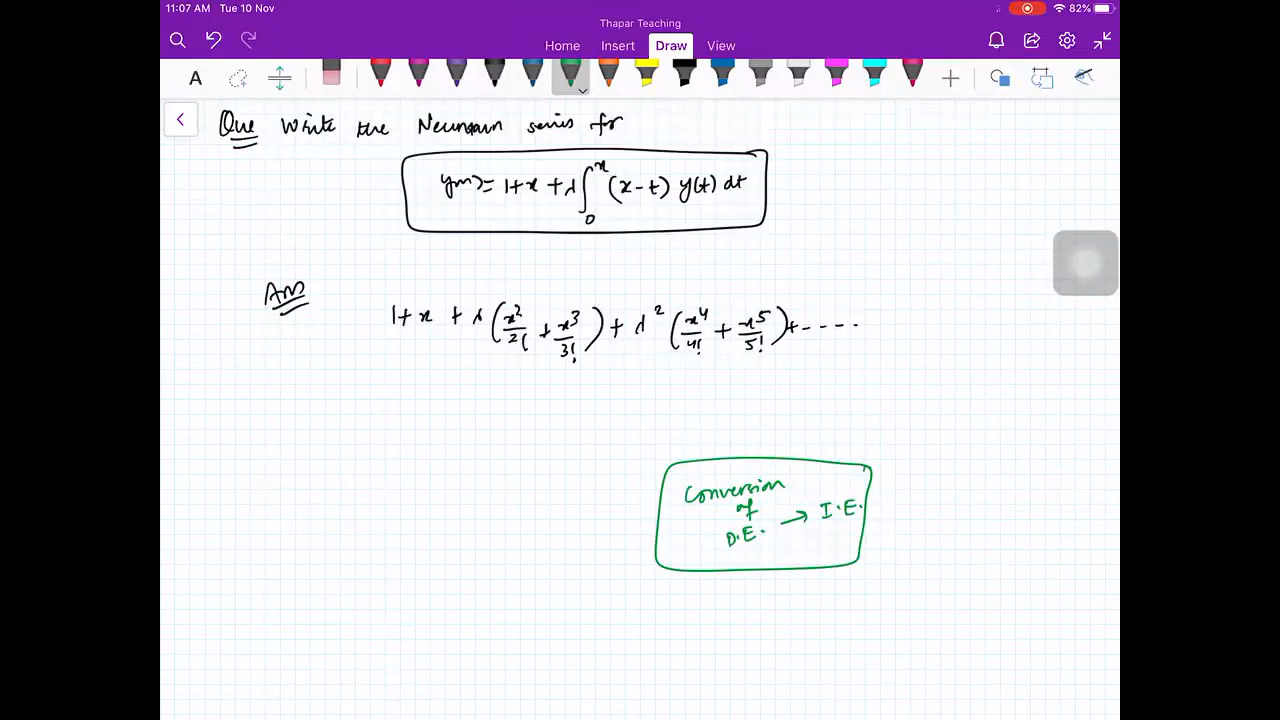 11:07 AM Tue 10 Nov
82%
Thapar Teaching
Home Insert Draw View
A
Que Write the Neumann series for
y(x) = 1+x + λ∫₀ˣ (x-t) y(t) dt
Ans
1+x + λ(x²/2! + x³/3!) + λ²(x⁴/4! + x⁵/5!) + - - - -
Conversion
of
D.E. → I.E.